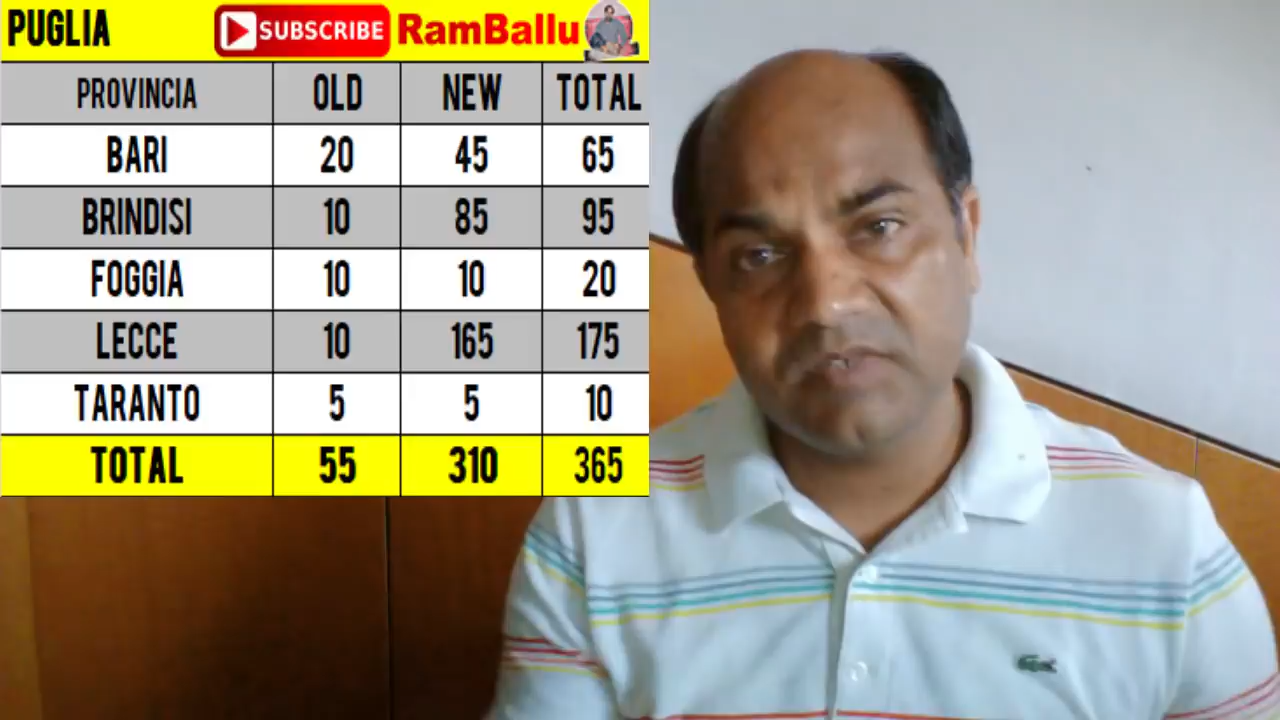 PUGLIA SUBSCRIBE RamBallu
PROVINCIA OLD NEW TOTAL
BARI 20 45 65
BRINDISI 10 85 95
FOGGIA 10 10 20
LECCE 10 165 175
TARANTO 5 5 10
TOTAL 55 310 365